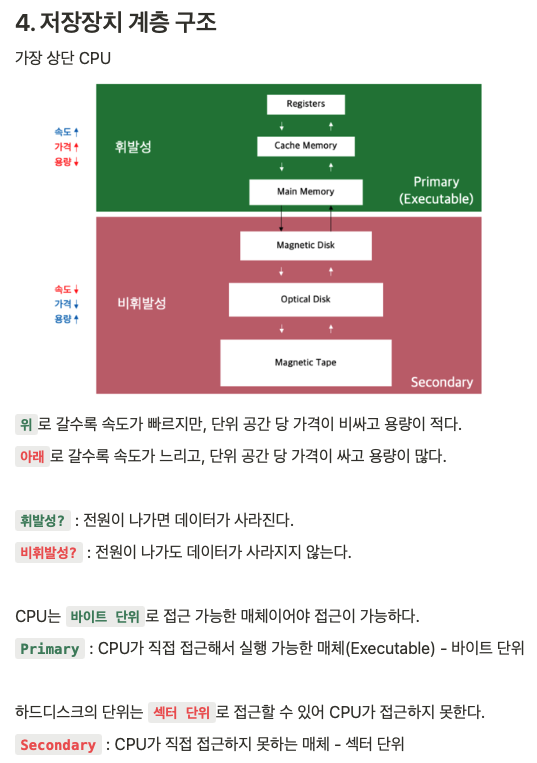 4. 저장장치 계층 구조
가장 상단 CPU
Registers
속도 ↑
가격 ↑
용량 ↓
휘발성
Cache Memory
Main Memory
Primary
(Executable)
Magnetic Disk
속도 ↓
가격 ↓
용량 ↑
비휘발성
Optical Disk
Magnetic Tape
Secondary
위로 갈수록 속도가 빠르지만, 단위 공간 당 가격이 비싸고 용량이 적다.
아래로 갈수록 속도가 느리고, 단위 공간 당 가격이 싸고 용량이 많다.
휘발성? : 전원이 나가면 데이터가 사라진다.
비휘발성? : 전원이 나가도 데이터가 사라지지 않는다.
CPU는 바이트 단위로 접근 가능한 매체이어야 접근이 가능하다.
Primary : CPU가 직접 접근해서 실행 가능한 매체(Executable) - 바이트 단위
하드디스크의 단위는 섹터 단위로 접근할 수 있어 CPU가 접근하지 못한다.
Secondary : CPU가 직접 접근하지 못하는 매체 - 섹터 단위